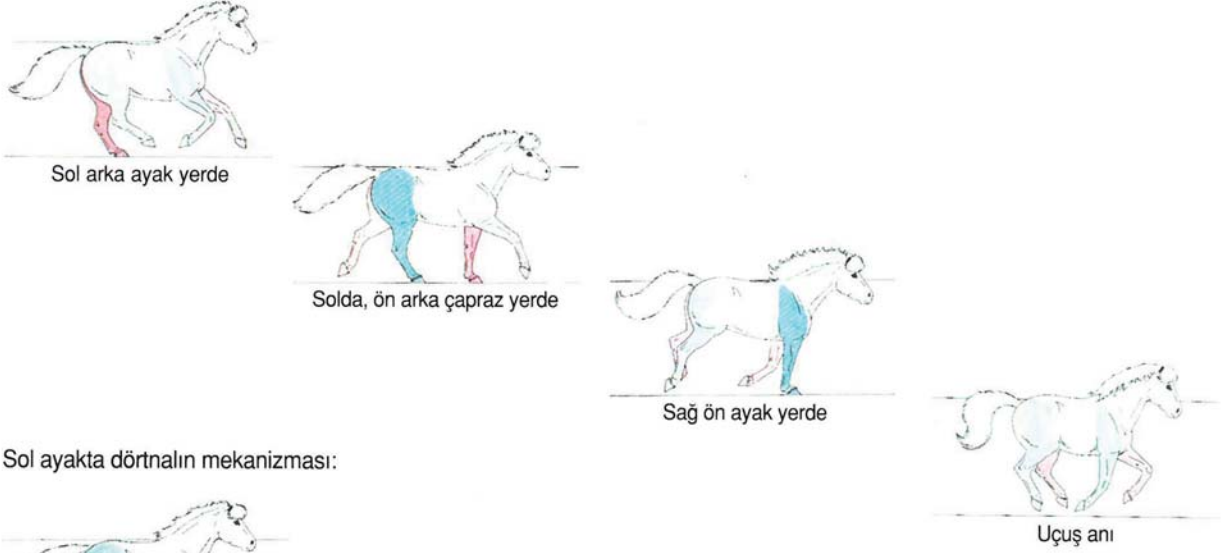 Sol arka ayak yerde
Solda, ön arka çapraz yerde
Sağ ön ayak yerde
Uçuş anı
Sol ayakta dörtnalın mekanizması: